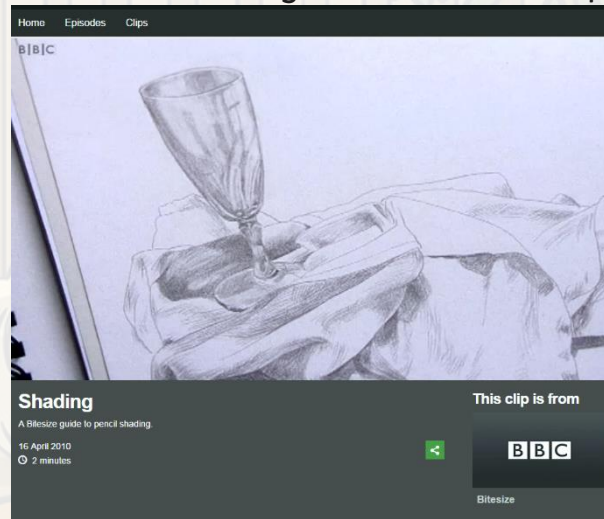 Home Episodes Clips
B|B|C
Shading
A Bitesize guide to pencil shading.
16 April 2010
2 minutes
This clip is from
BBC
Bitesize